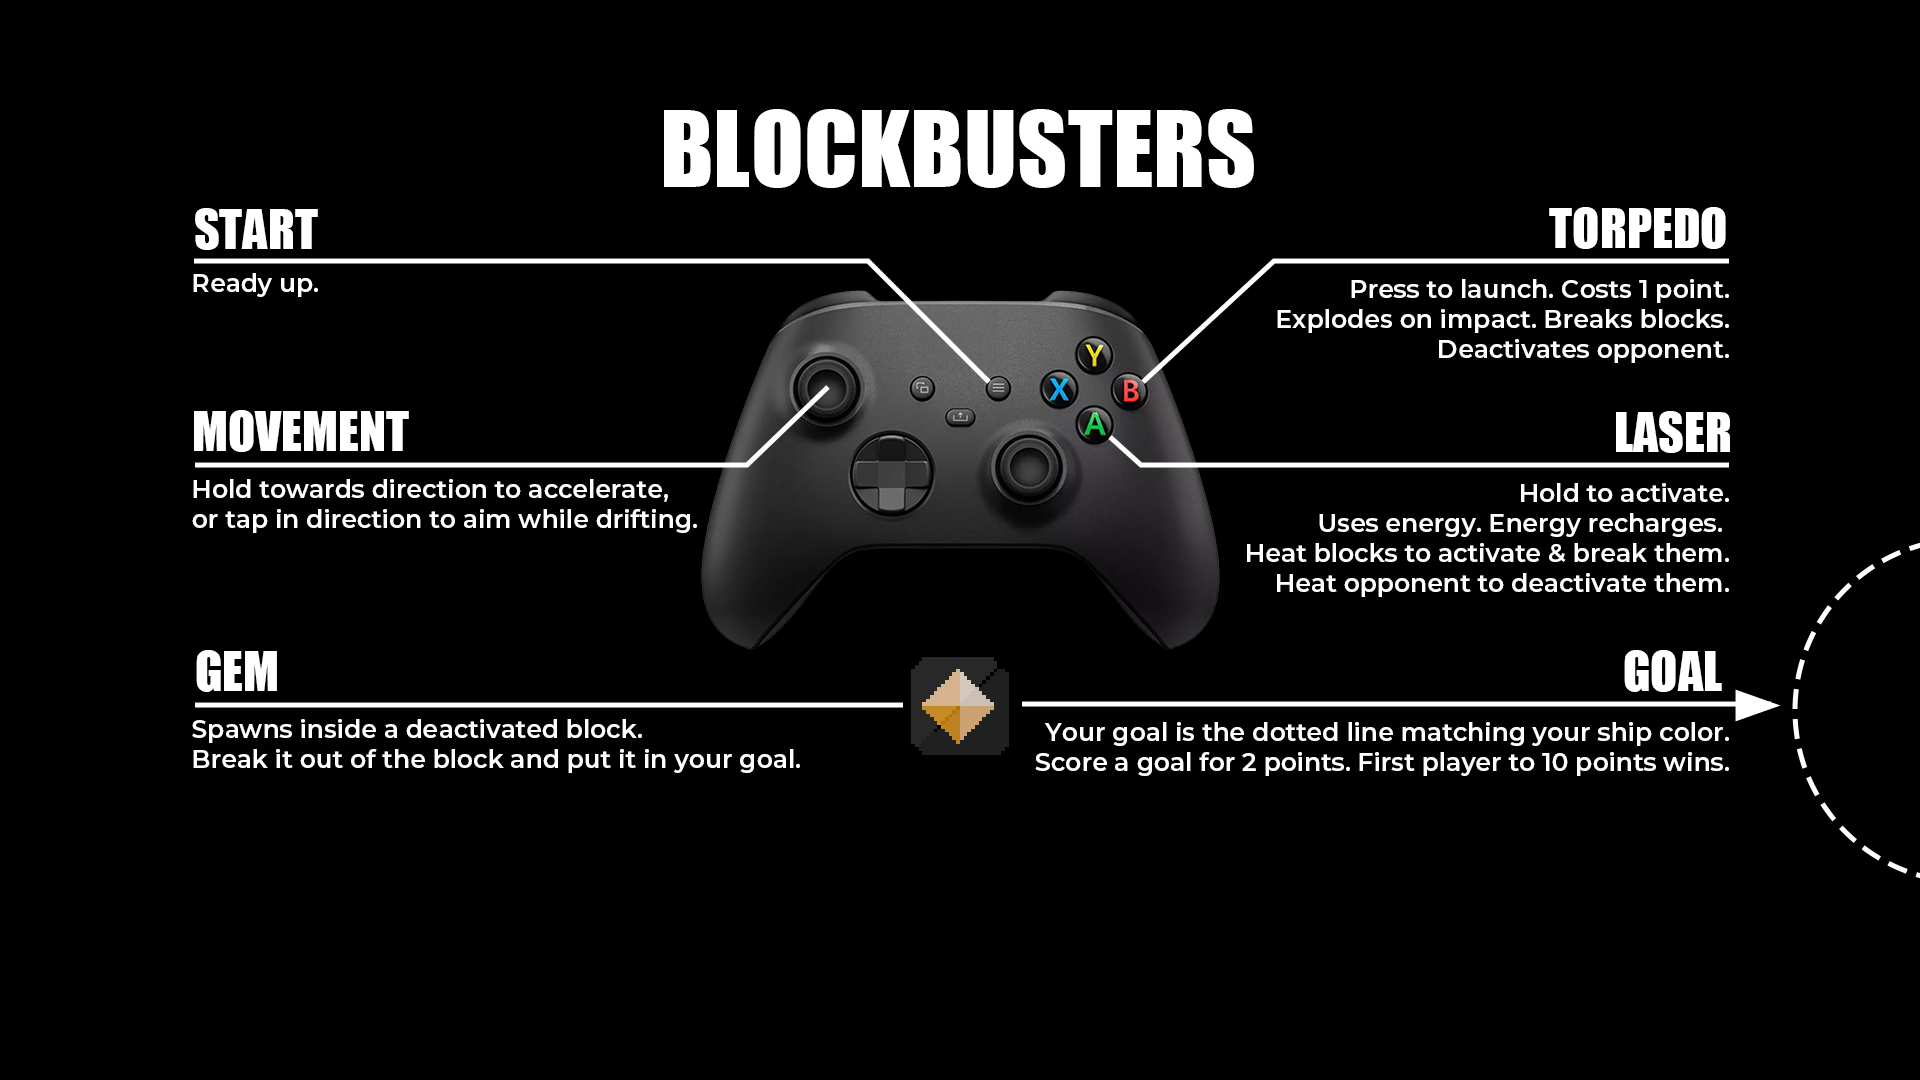 BLOCKBUSTERS
START
Ready up.
TORPEDO
Press to launch. Costs 1 point.
Explodes on impact. Breaks blocks.
Deactivates opponent.
Y
X
B
A
MOVEMENT
Hold towards direction to accelerate,
or tap in direction to aim while drifting.
LASER
Hold to activate.
Uses energy. Energy recharges.
Heat blocks to activate & break them.
Heat opponent to deactivate them.
GEM
Spawns inside a deactivated block.
Break it out of the block and put it in your goal.
GOAL
Your goal is the dotted line matching your ship color.
Score a goal for 2 points. First player to 10 points wins.